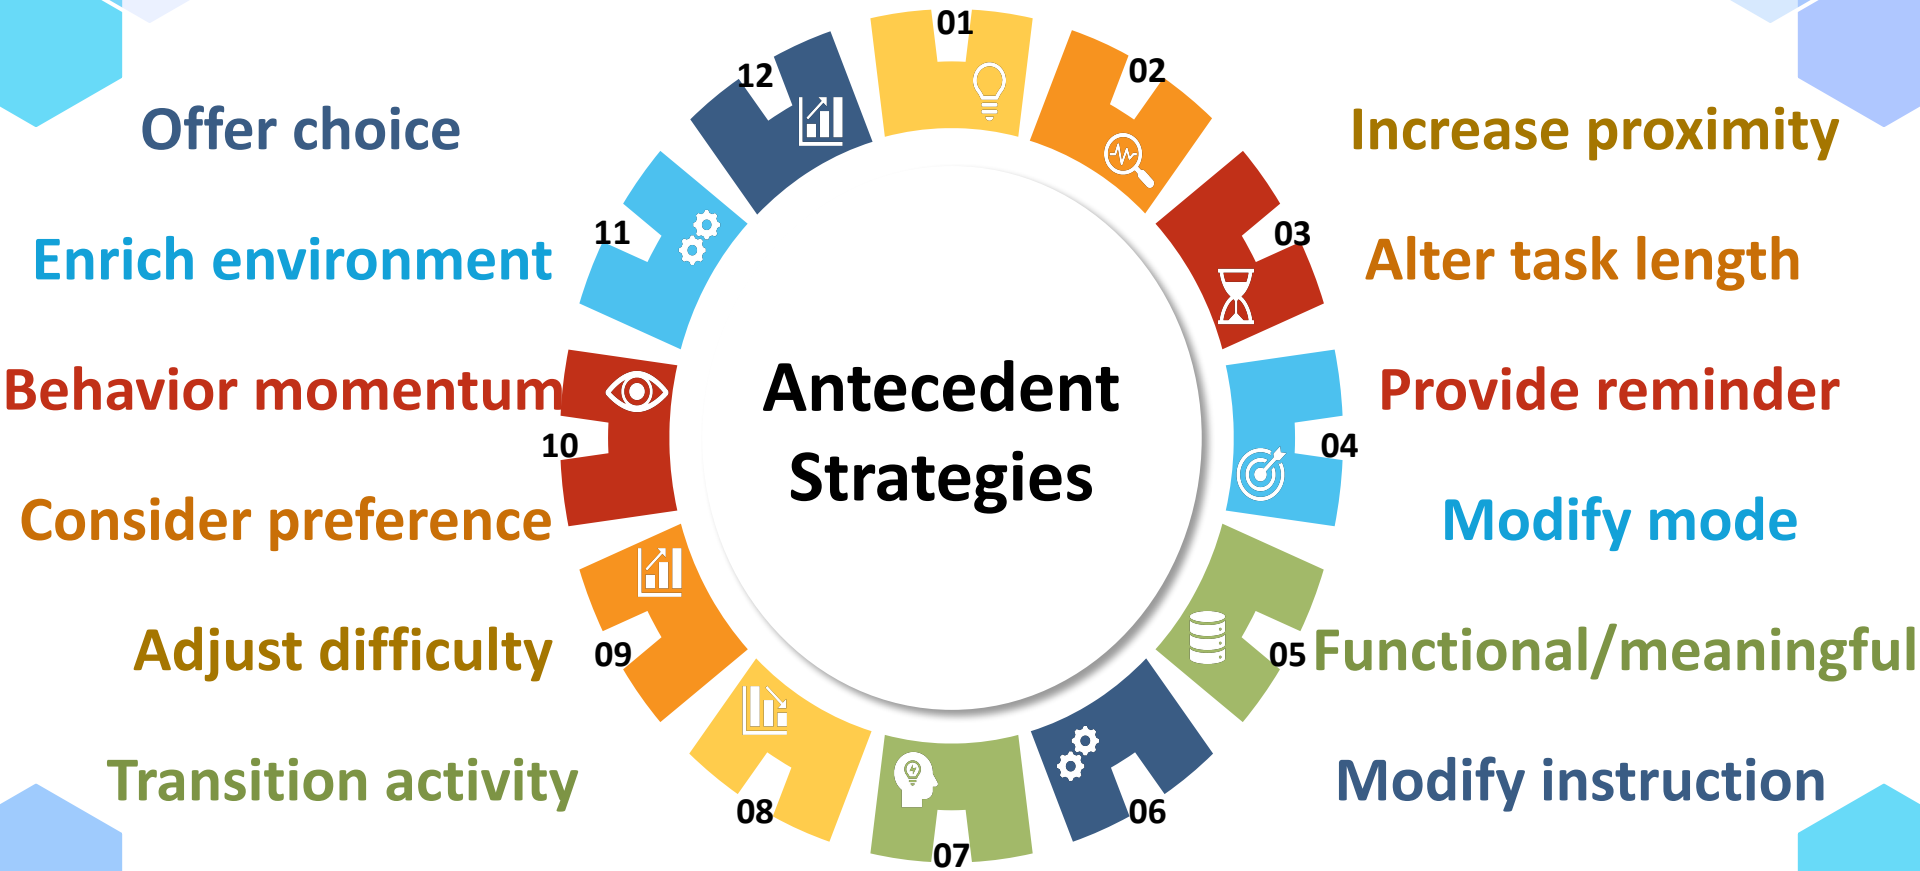 Antecedent
Strategies
01
Increase proximity
02
Alter task length
03
Provide reminder
04
Modify mode
05
Functional/meaningful
06
Modify instruction
07
Transition activity
08
Adjust difficulty
09
Consider preference
10
Behavior momentum
11
Enrich environment
12
Offer choice